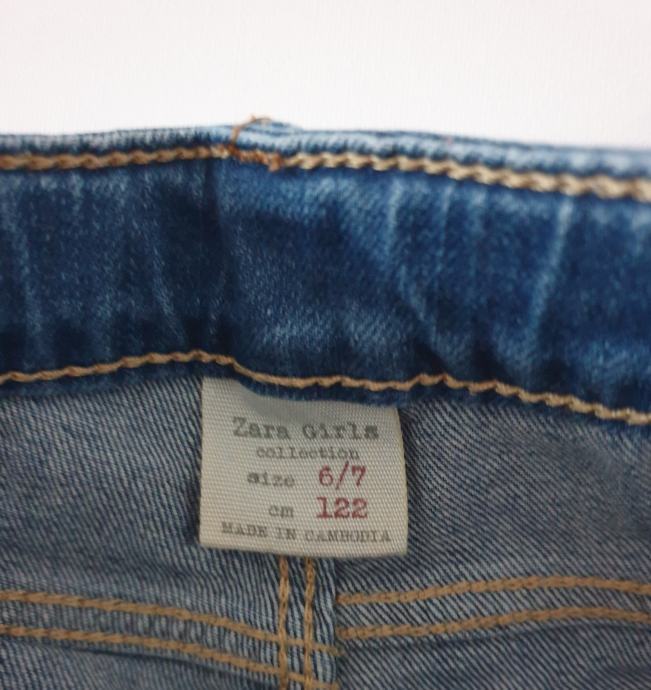 Zara Girls
collection
size 6/7
cm 122
MADE IN CAMBODIA